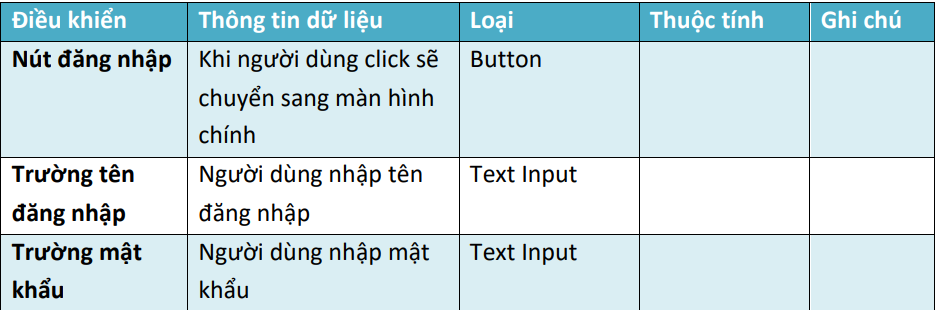 Điều khiển Thông tin dữ liệu Loại Thuộc tính Ghi chú
Nút đăng nhập Khi người dùng click sẽ Button
chuyển sang màn hình
chính
Trường tên Người dùng nhập tên Text Input
đăng nhập đăng nhập
Trường mật Người dùng nhập mật Text Input
khẩu khẩu